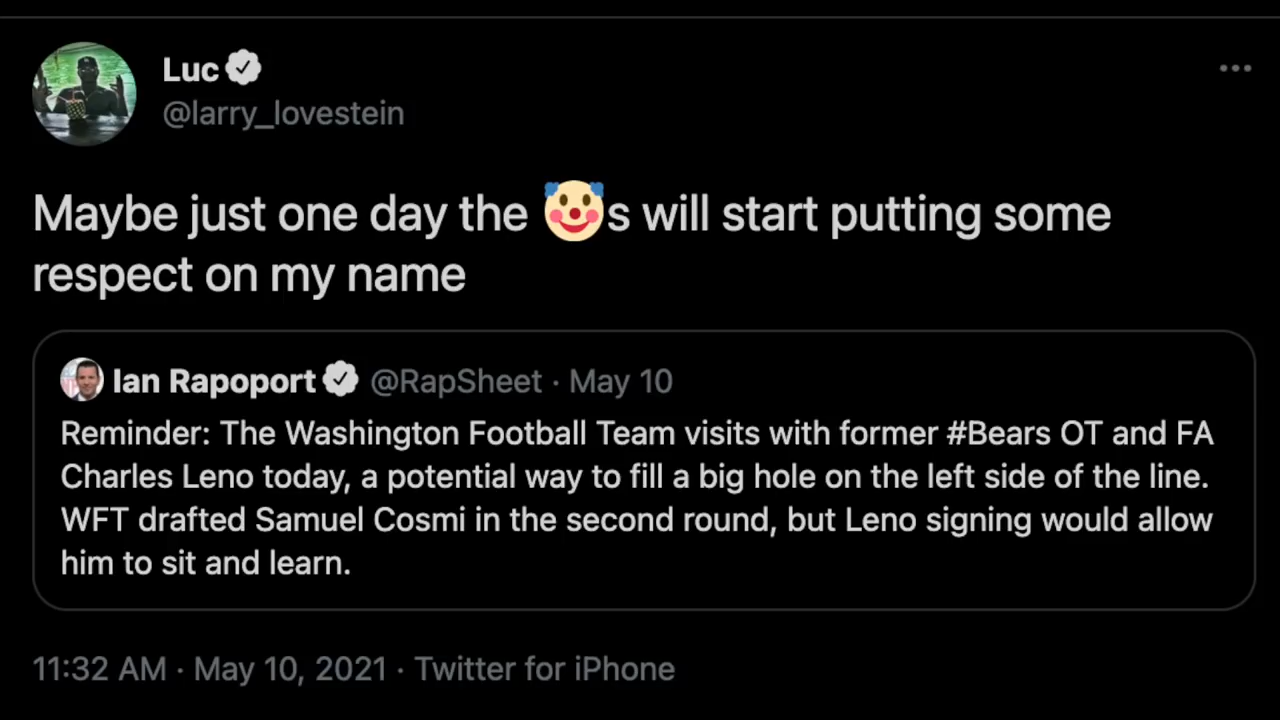 Luc
@larry_lovestein
Maybe just one day the 🤡s will start putting some
respect on my name
Ian Rapoport @RapSheet · May 10
Reminder: The Washington Football Team visits with former #Bears OT and FA
Charles Leno today, a potential way to fill a big hole on the left side of the line.
WFT drafted Samuel Cosmi in the second round, but Leno signing would allow
him to sit and learn.
11:32 AM · May 10, 2021 · Twitter for iPhone